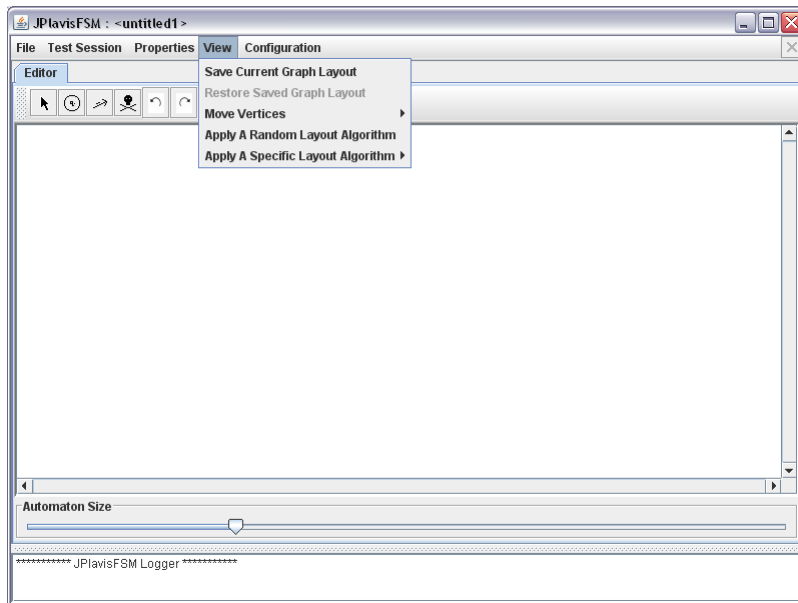 JPlavisFSM : <untitled1>
File Test Session Properties View Configuration
Editor
Save Current Graph Layout
Restore Saved Graph Layout
Move Vertices
Apply A Random Layout Algorithm
Apply A Specific Layout Algorithm
Automaton Size
*********** JPlavisFSM Logger ***********